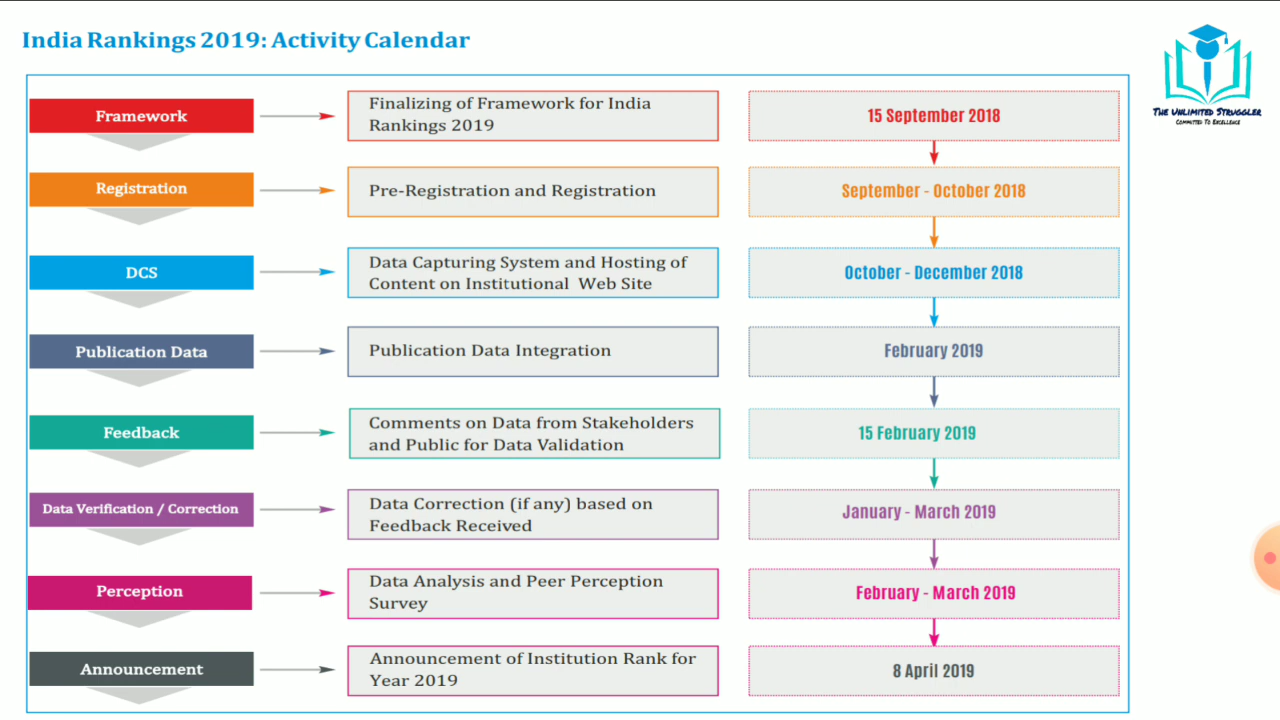 India Rankings 2019: Activity Calendar
THE UNLIMITED STRUGGLER
COMMITTED TO EXCELLENCE
Framework
Finalizing of Framework for India
Rankings 2019
15 September 2018
Registration
Pre-Registration and Registration
September - October 2018
DCS
Data Capturing System and Hosting of
Content on Institutional Web Site
October - December 2018
Publication Data
Publication Data Integration
February 2019
Feedback
Comments on Data from Stakeholders
and Public for Data Validation
15 February 2019
Data Verification / Correction
Data Correction (if any) based on
Feedback Received
January - March 2019
Perception
Data Analysis and Peer Perception
Survey
February - March 2019
Announcement
Announcement of Institution Rank for
Year 2019
8 April 2019